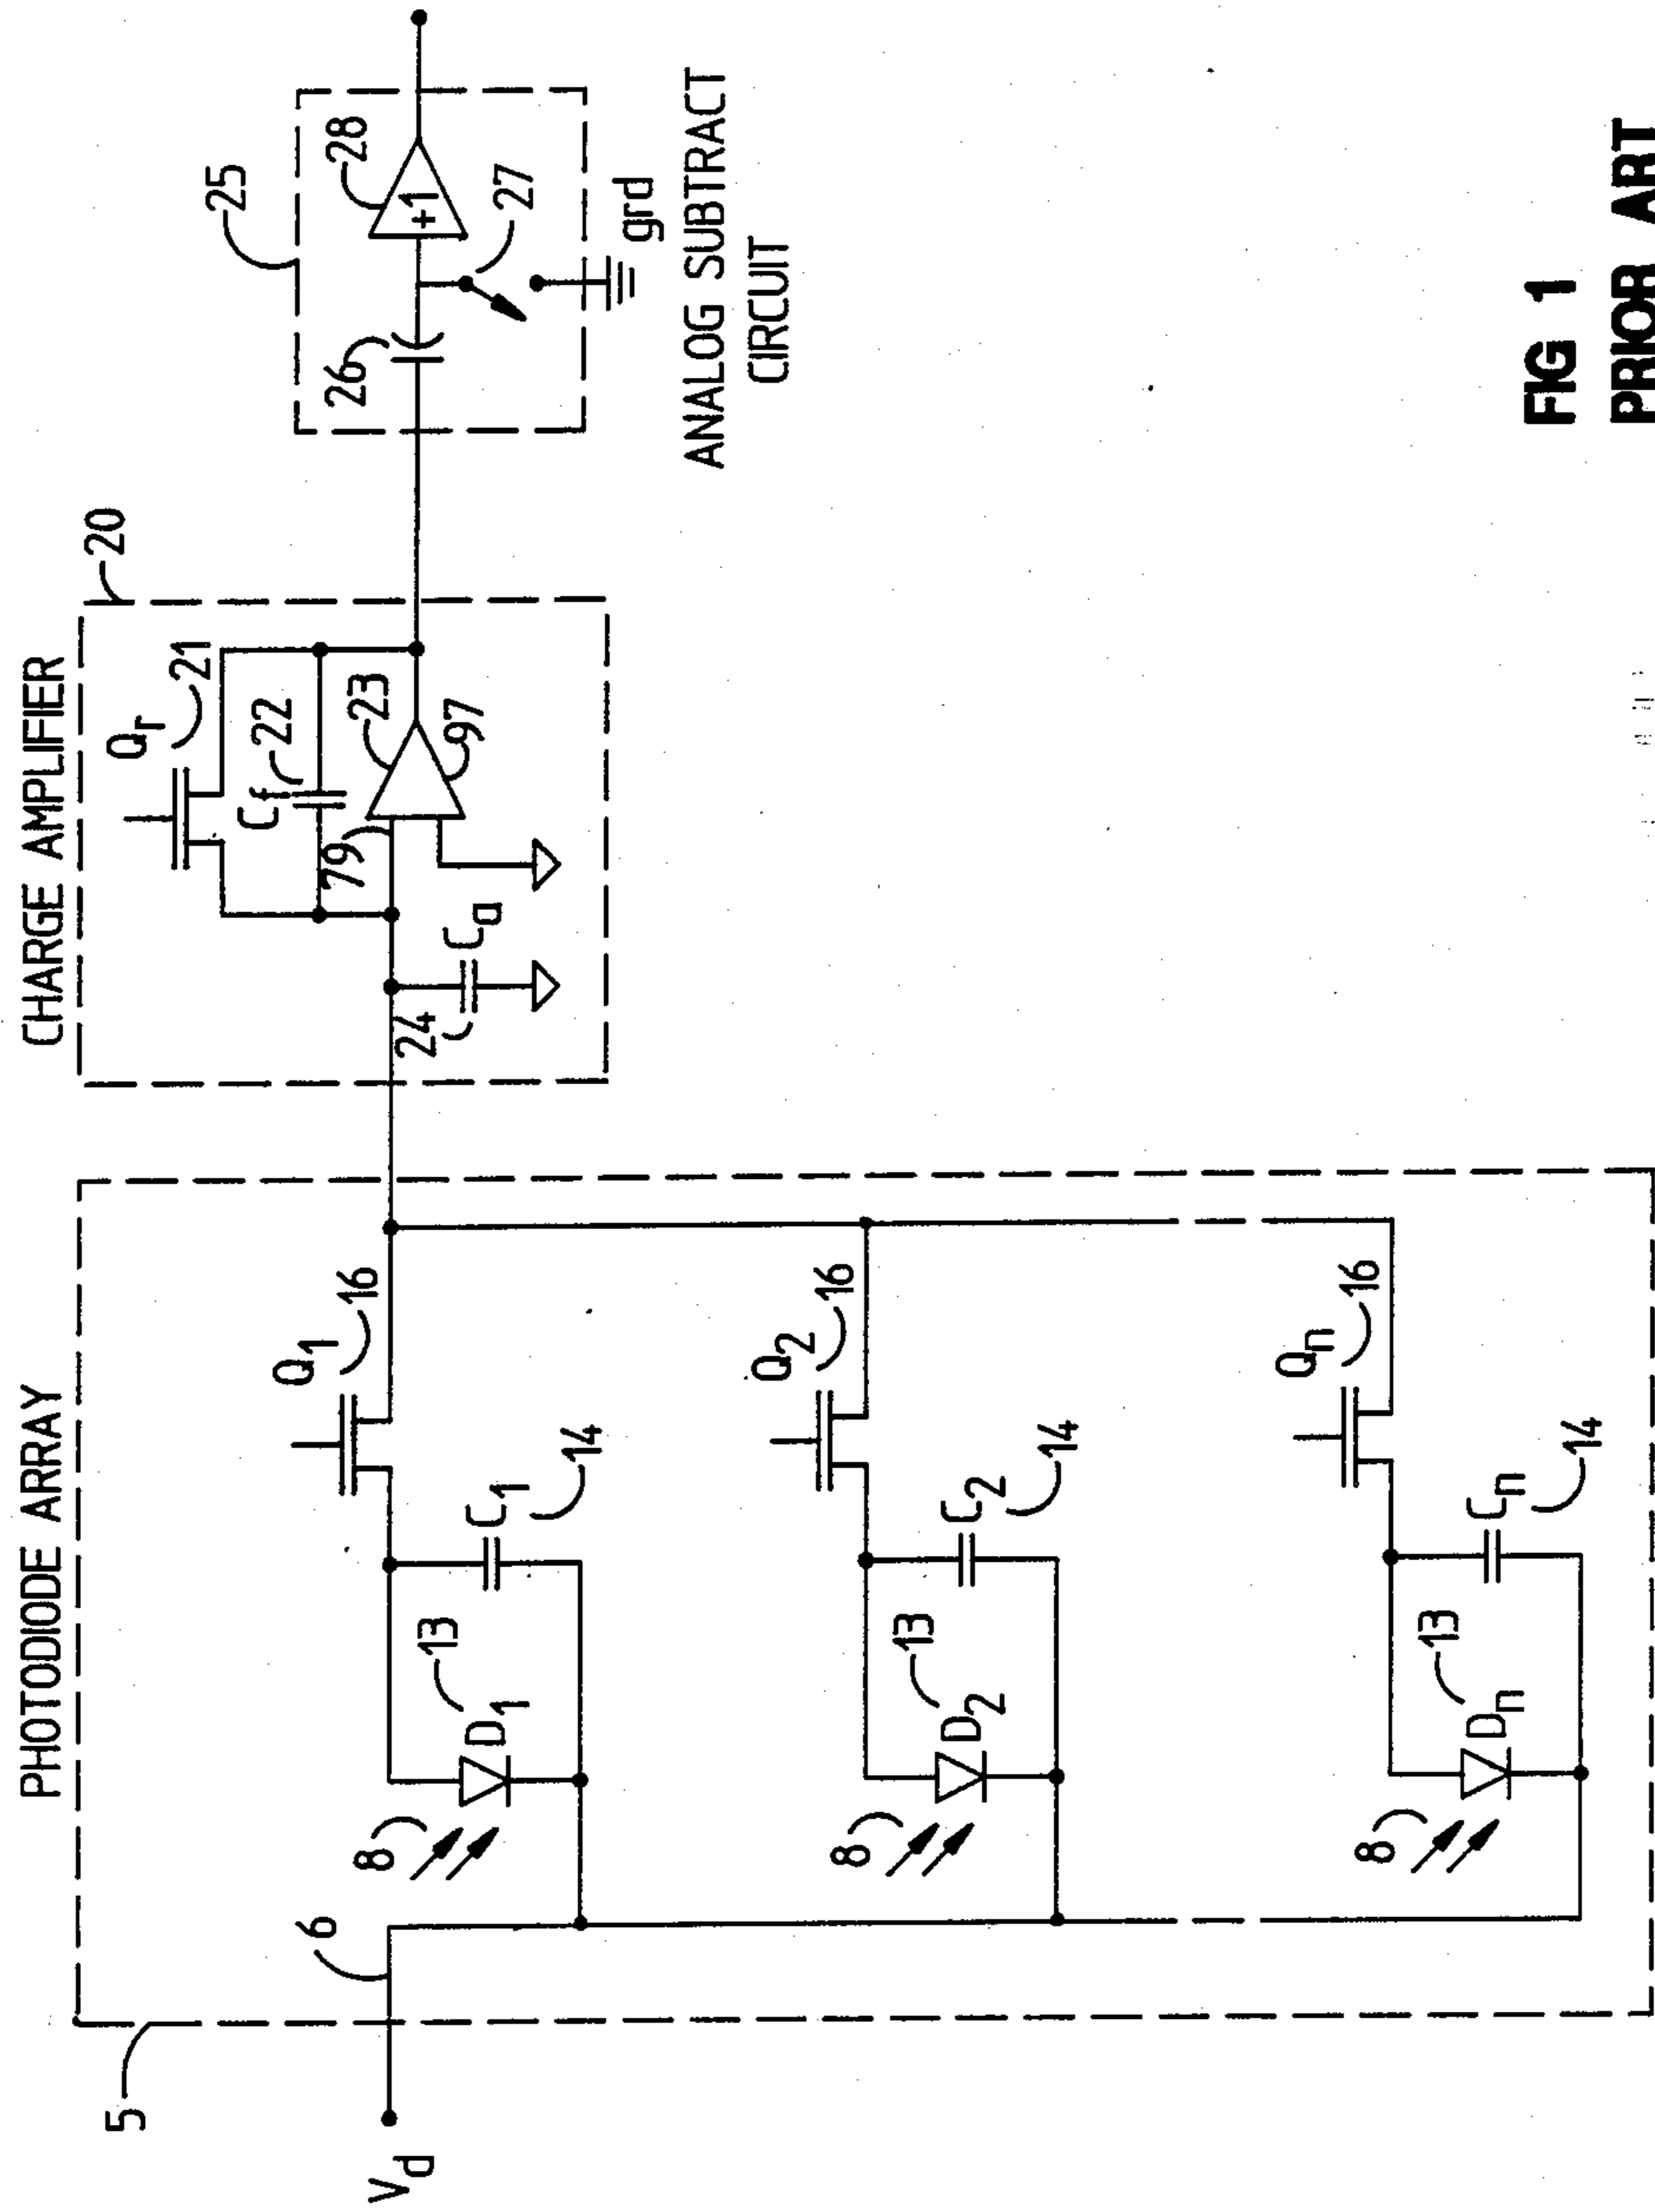 PHOTODIODE ARRAY
CHARGE AMPLIFIER
5
6
Vd
8
D1
13
C1
14
Q1
16
8
D2
13
C2
14
Q2
16
8
Dn
13
Cn
14
Qn
16
20
Qr
21
Cf
22
23
79
97
24
Ca
25
26
28
+1
27
grd
ANALOG SUBTRACT
CIRCUIT
FIG 1
PRIOR ART